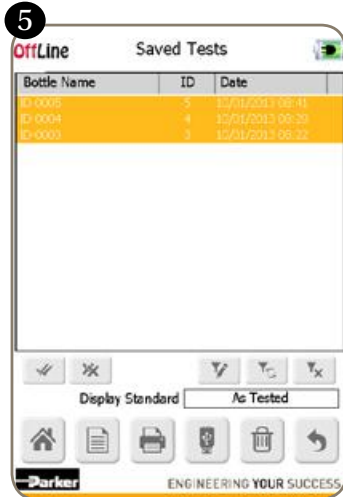 5
OffLine Saved Tests
Bottle Name ID Date
ID-0005 5 10/01/2013 08:41
ID-0004 4 10/01/2013 08:29
ID-0003 3 10/01/2013 08:22
Display Standard As Tested
Parker ENGINEERING YOUR SUCCESS